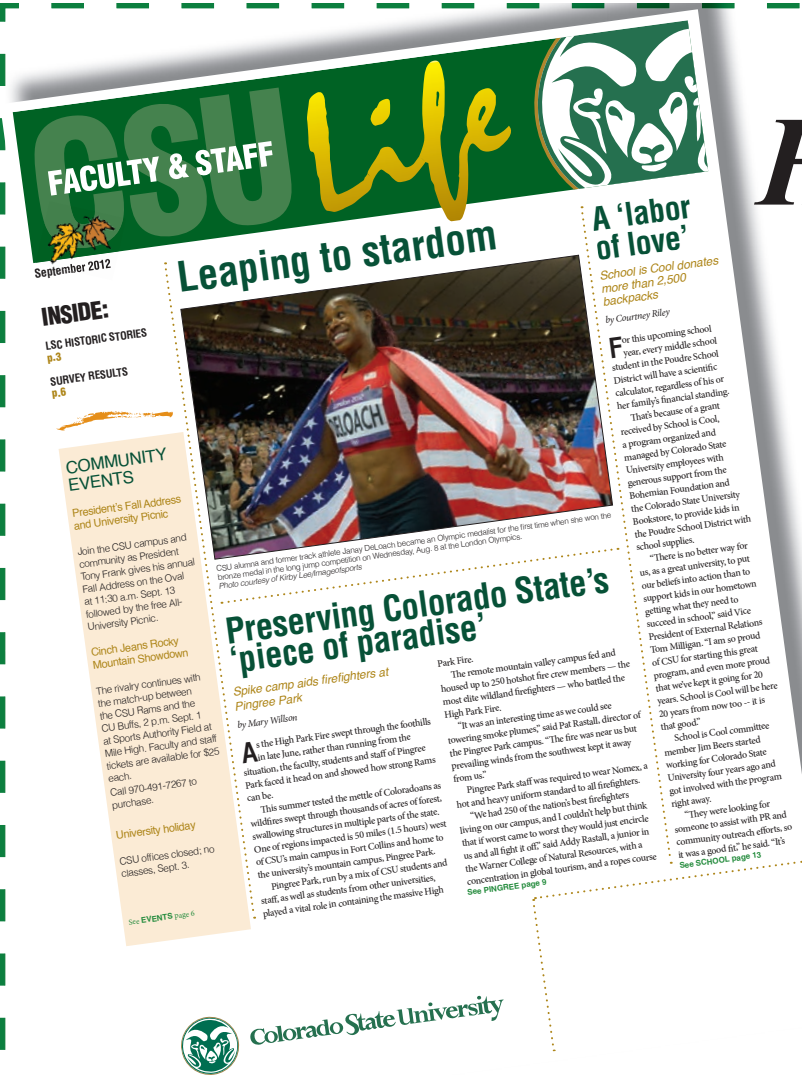 CSU
FACULTY & STAFF
Life
September 2012
INSIDE:
LSC HISTORIC STORIES
p.3
SURVEY RESULTS
p.6
COMMUNITY
EVENTS
President's Fall Address
and University Picnic
Join the CSU campus and
community as President
Tony Frank gives his annual
Fall Address on the Oval
at 11:30 a.m. Sept. 13
followed by the free All-
University Picnic.
Cinch Jeans Rocky
Mountain Showdown
The rivalry continues with
the match-up between
the CSU Rams and the
CU Buffs, 2 p.m. Sept. 1
at Sports Authority Field at
Mile High. Faculty and staff
tickets are available for $25
each.
Call 970-491-7267 to
purchase.
University holiday
CSU offices closed; no
classes, Sept. 3.
See EVENTS page 6
Leaping to stardom
London 2012
DELOACH
CSU alumna and former track athlete Janay DeLoach became an Olympic medalist for the first time when she won the
bronze medal in the long jump competition on Wednesday, Aug. 8 at the London Olympics.
Photo courtesy of Kirby Lee/Imageofsports
Preserving Colorado State's
'piece of paradise'
Spike camp aids firefighters at
Pingree Park
by Mary Willson
As the High Park Fire swept through the foothills
in late June, rather than running from the
situation, the faculty, students and staff of Pingree
Park faced it head on and showed how strong Rams
can be.
This summer tested the mettle of Coloradoans as
wildfires swept through thousands of acres of forest,
swallowing structures in multiple parts of the state.
One of regions impacted is 50 miles (1.5 hours) west
of CSU's main campus in Fort Collins and home to
the university's mountain campus, Pingree Park.
Pingree Park, run by a mix of CSU students and
staff, as well as students from other universities,
played a vital role in containing the massive High
Park Fire.
The remote mountain valley campus fed and
housed up to 250 hotshot fire crew members — the
most elite wildland firefighters — who battled the
High Park Fire.
"It was an interesting time as we could see
towering smoke plumes," said Pat Rastall, director of
the Pingree Park campus. "The fire was near us but
prevailing winds from the southwest kept it away
from us."
Pingree Park staff was required to wear Nomex, a
hot and heavy uniform standard to all firefighters.
"We had 250 of the nation's best firefighters
living on our campus, and I couldn't help but think
that if worst came to worst they would just encircle
us and all fight it off," said Addy Rastall, a junior in
the Warner College of Natural Resources, with a
concentration in global tourism, and a ropes course
See PINGREE page 9
A 'labor
of love'
School is Cool donates
more than 2,500
backpacks
by Courtney Riley
For this upcoming school
year, every middle school
student in the Poudre School
District will have a scientific
calculator, regardless of his or
her family's financial standing.
That's because of a grant
received by School is Cool,
a program organized and
managed by Colorado State
University employees with
generous support from the
Bohemian Foundation and
the Colorado State University
Bookstore, to provide kids in
the Poudre School District with
school supplies.
"There is no better way for
us, as a great university, to put
our beliefs into action than to
support kids in our hometown
getting what they need to
succeed in school," said Vice
President of External Relations
Tom Milligan. "I am so proud
of CSU for starting this great
program, and even more proud
that we've kept it going for 20
years. School is Cool will be here
20 years from now too -- it is
that good."
School is Cool committee
member Jim Beers started
working for Colorado State
University four years ago and
got involved with the program
right away.
"They were looking for
someone to assist with PR and
community outreach efforts, so
it was a good fit," he said. "It's
See SCHOOL page 13
Colorado State University